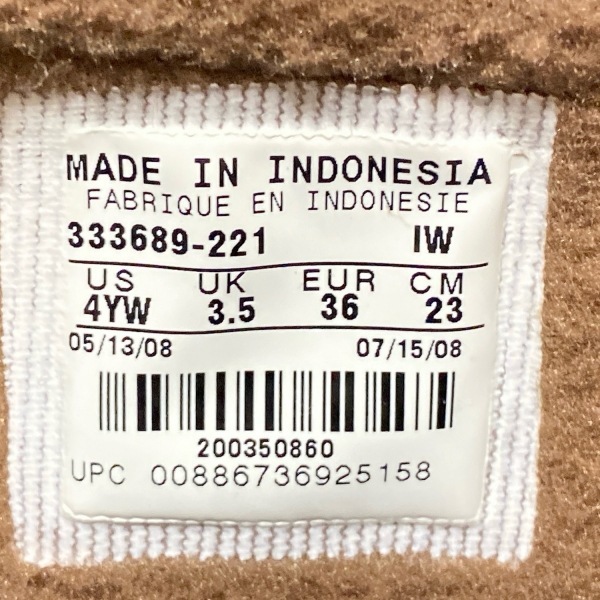 MADE IN INDONESIA
FABRIQUE EN INDONESIE
333689-221 IW
US UK EUR CM
4YW 3.5 36 23
05/13/08 07/15/08
200350860
UPC 00886736925158